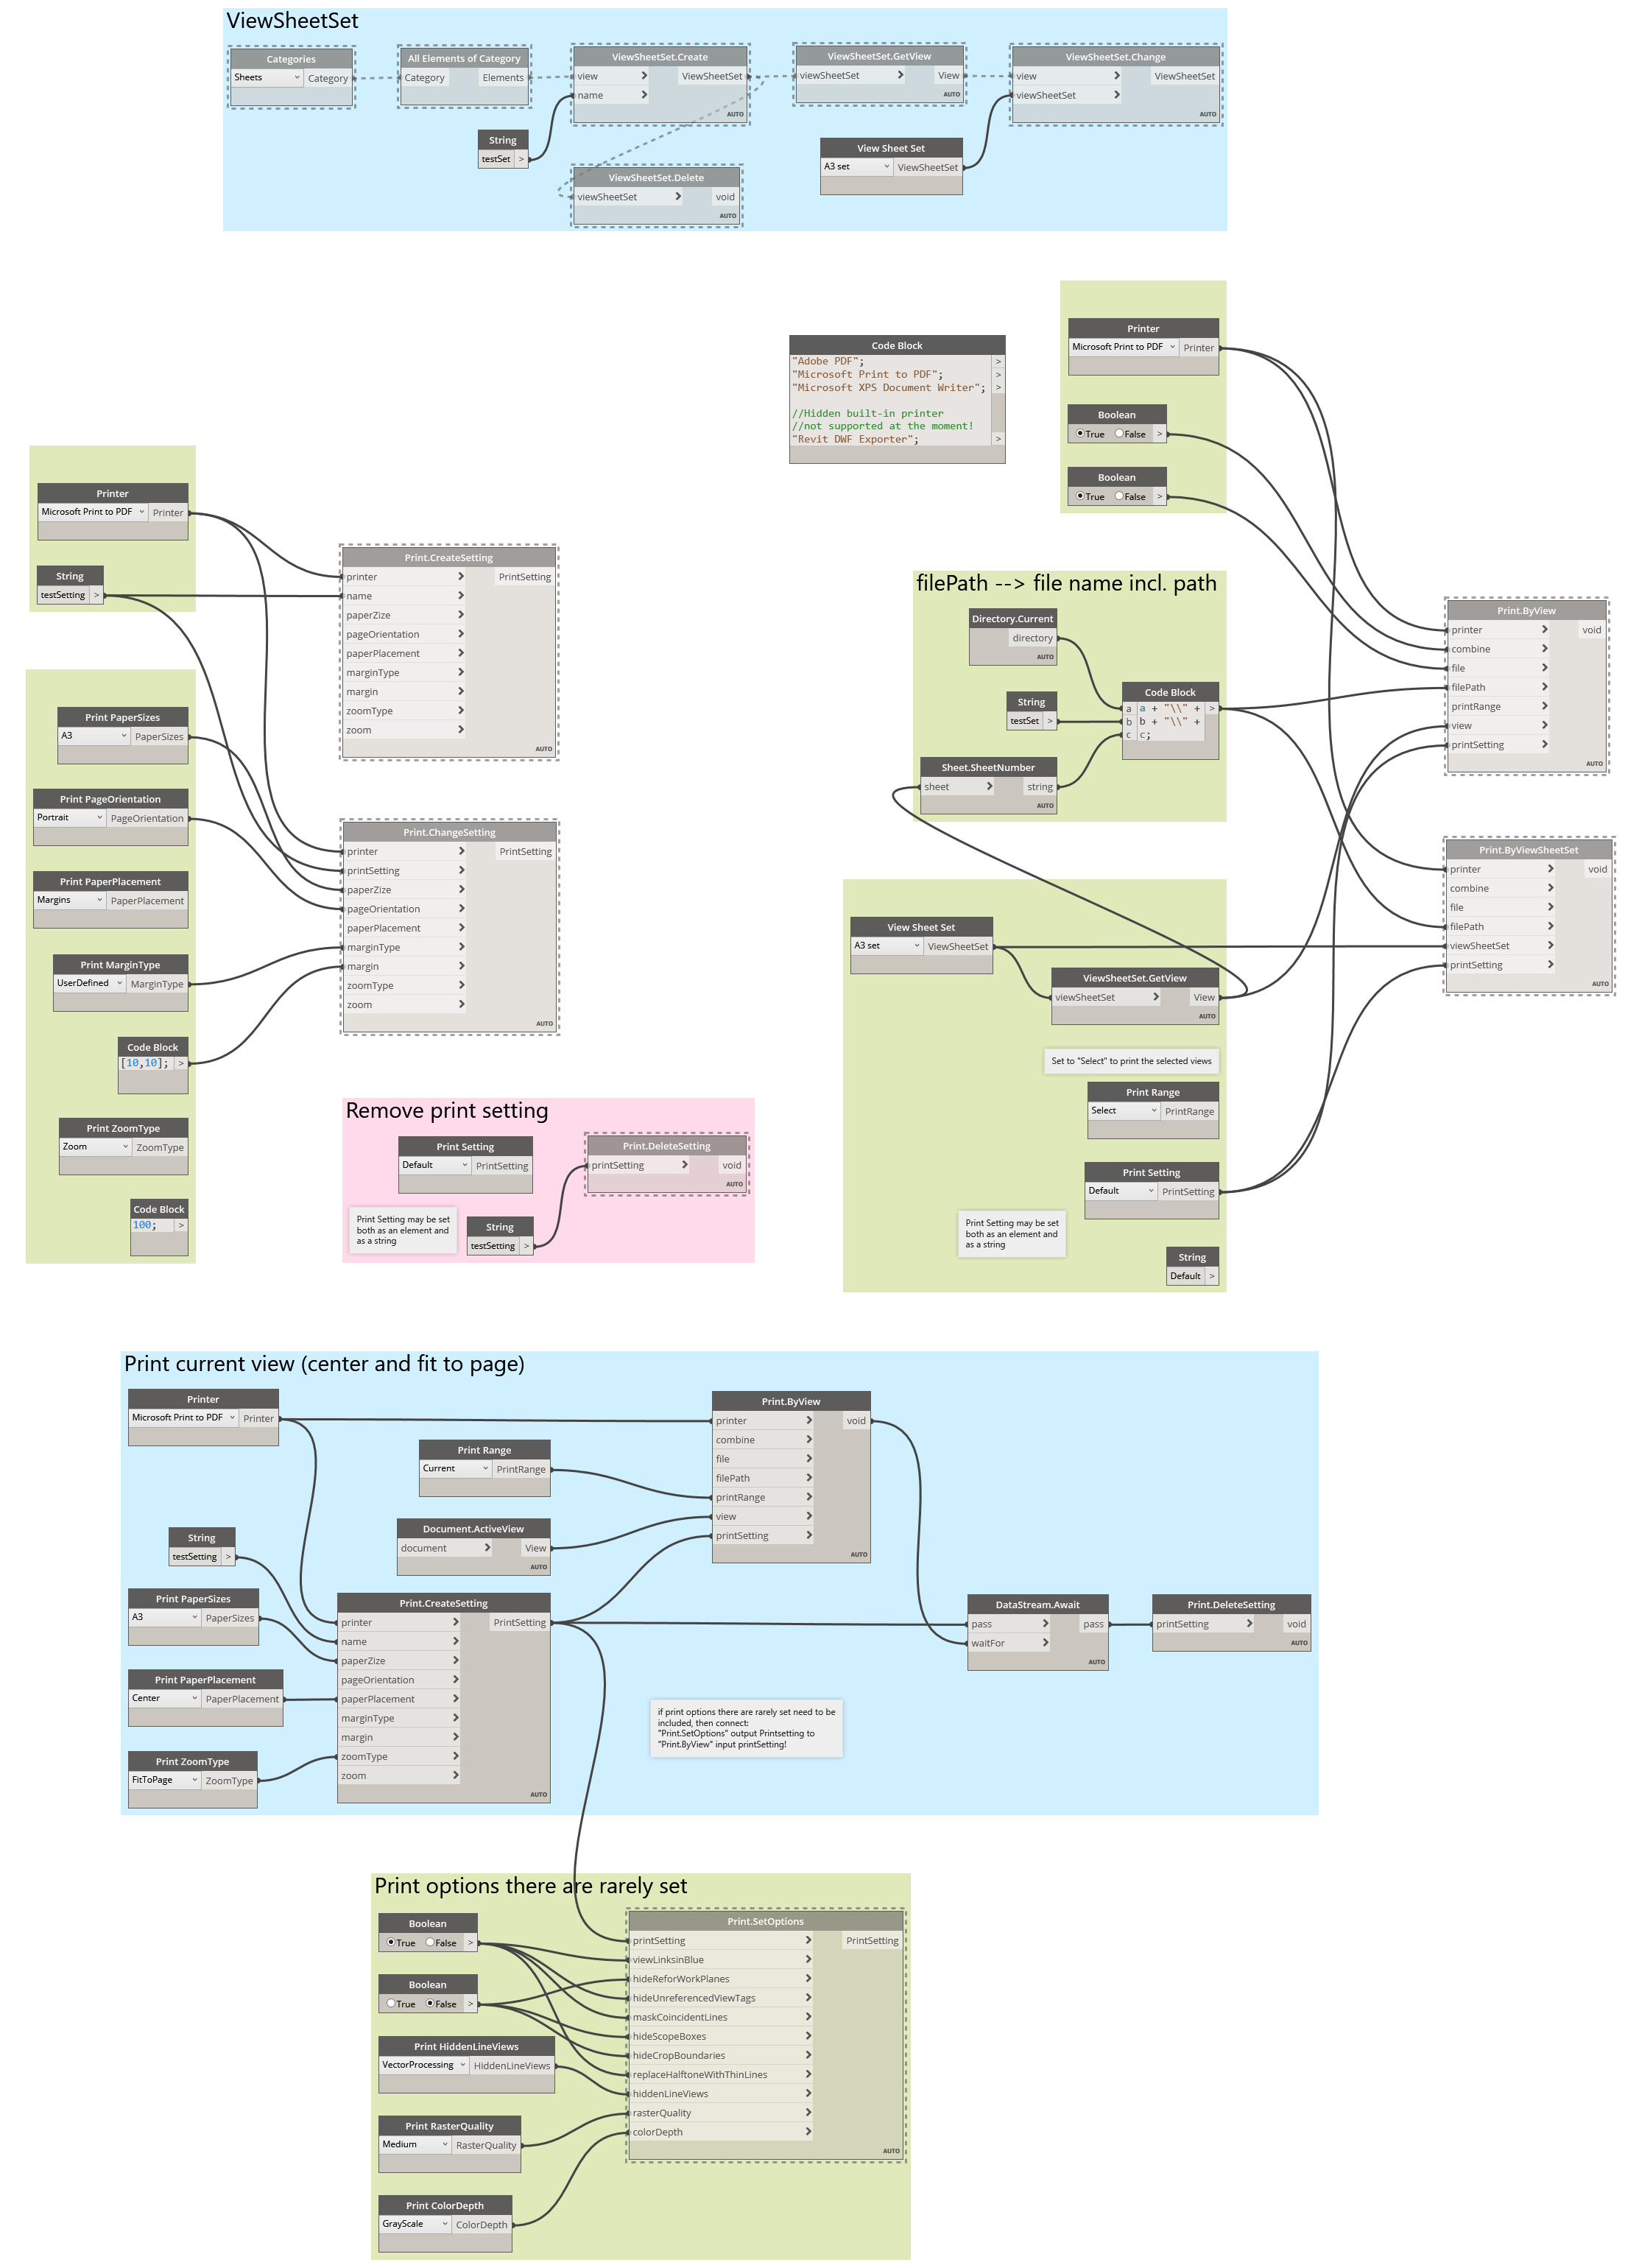 ViewSheetSet
Categories
Sheets
Category
All Elements of Category
Category
Elements
ViewSheetSet.Create
view
ViewSheetSet
name
AUTO
ViewSheetSet.GetView
viewSheetSet
View
AUTO
ViewSheetSet.Change
view
ViewSheetSet
viewSheetSet
AUTO
String
testSet
>
View Sheet Set
A3 set
ViewSheetSet
ViewSheetSet.Delete
viewSheetSet
void
AUTO
Printer
Microsoft Print to PDF
Printer
Boolean
True
False
>
Boolean
True
False
>
Code Block
"Adobe PDF";
>
"Microsoft Print to PDF";
>
"Microsoft XPS Document Writer";
>
//Hidden built-in printer
//not supported at the moment!
"Revit DWF Exporter";
>
Printer
Microsoft Print to PDF
Printer
String
testSetting
>
Print.CreateSetting
printer
PrintSetting
name
paperZize
pageOrientation
paperPlacement
marginType
margin
zoomType
zoom
AUTO
filePath --> file name incl. path
Directory.Current
directory
AUTO
String
testSet
>
Code Block
a
a + "\\" +
>
b
b + "\\" +
c
c;
Sheet.SheetNumber
sheet
string
AUTO
Print.ByView
printer
void
combine
file
filePath
printRange
view
printSetting
AUTO
Print PaperSizes
A3
PaperSizes
Print PageOrientation
Portrait
PageOrientation
Print PaperPlacement
Margins
PaperPlacement
Print MarginType
UserDefined
MarginType
Code Block
[10,10];
>
Print ZoomType
Zoom
ZoomType
Code Block
100;
>
Print.ChangeSetting
printer
PrintSetting
printSetting
paperZize
pageOrientation
paperPlacement
marginType
margin
zoomType
zoom
AUTO
Print.ByViewSheetSet
printer
void
combine
file
filePath
viewSheetSet
printSetting
AUTO
View Sheet Set
A3 set
ViewSheetSet
ViewSheetSet.GetView
viewSheetSet
View
AUTO
Set to "Select" to print the selected views
Print Range
Select
PrintRange
Print Setting
Default
PrintSetting
Print Setting may be set
both as an element and
as a string
String
Default
>
Remove print setting
Print Setting
Default
PrintSetting
Print.DeleteSetting
printSetting
void
AUTO
Print Setting may be set
both as an element and
as a string
String
testSetting
>
Print current view (center and fit to page)
Printer
Microsoft Print to PDF
Printer
Print Range
Current
PrintRange
Print.ByView
printer
void
combine
file
filePath
printRange
view
printSetting
AUTO
Document.ActiveView
document
View
AUTO
String
testSetting
>
Print PaperSizes
A3
PaperSizes
Print PaperPlacement
Center
PaperPlacement
Print ZoomType
FitToPage
ZoomType
Print.CreateSetting
printer
PrintSetting
name
paperZize
pageOrientation
paperPlacement
marginType
margin
zoomType
zoom
AUTO
DataStream.Await
pass
pass
waitFor
AUTO
Print.DeleteSetting
printSetting
void
AUTO
if print options there are rarely set need to be
included, then connect:
"Print.SetOptions" output Printsetting to
"Print.ByView" input printSetting!
Print options there are rarely set
Boolean
True
False
>
Boolean
True
False
>
Print HiddenLineViews
VectorProcessing
HiddenLineViews
Print RasterQuality
Medium
RasterQuality
Print ColorDepth
GrayScale
ColorDepth
Print.SetOptions
printSetting
PrintSetting
viewLinksinBlue
hideReforWorkPlanes
hideUnreferencedViewTags
maskCoincidentLines
hideScopeBoxes
hideCropBoundaries
replaceHalftoneWithThinLines
hiddenLineViews
rasterQuality
colorDepth
AUTO